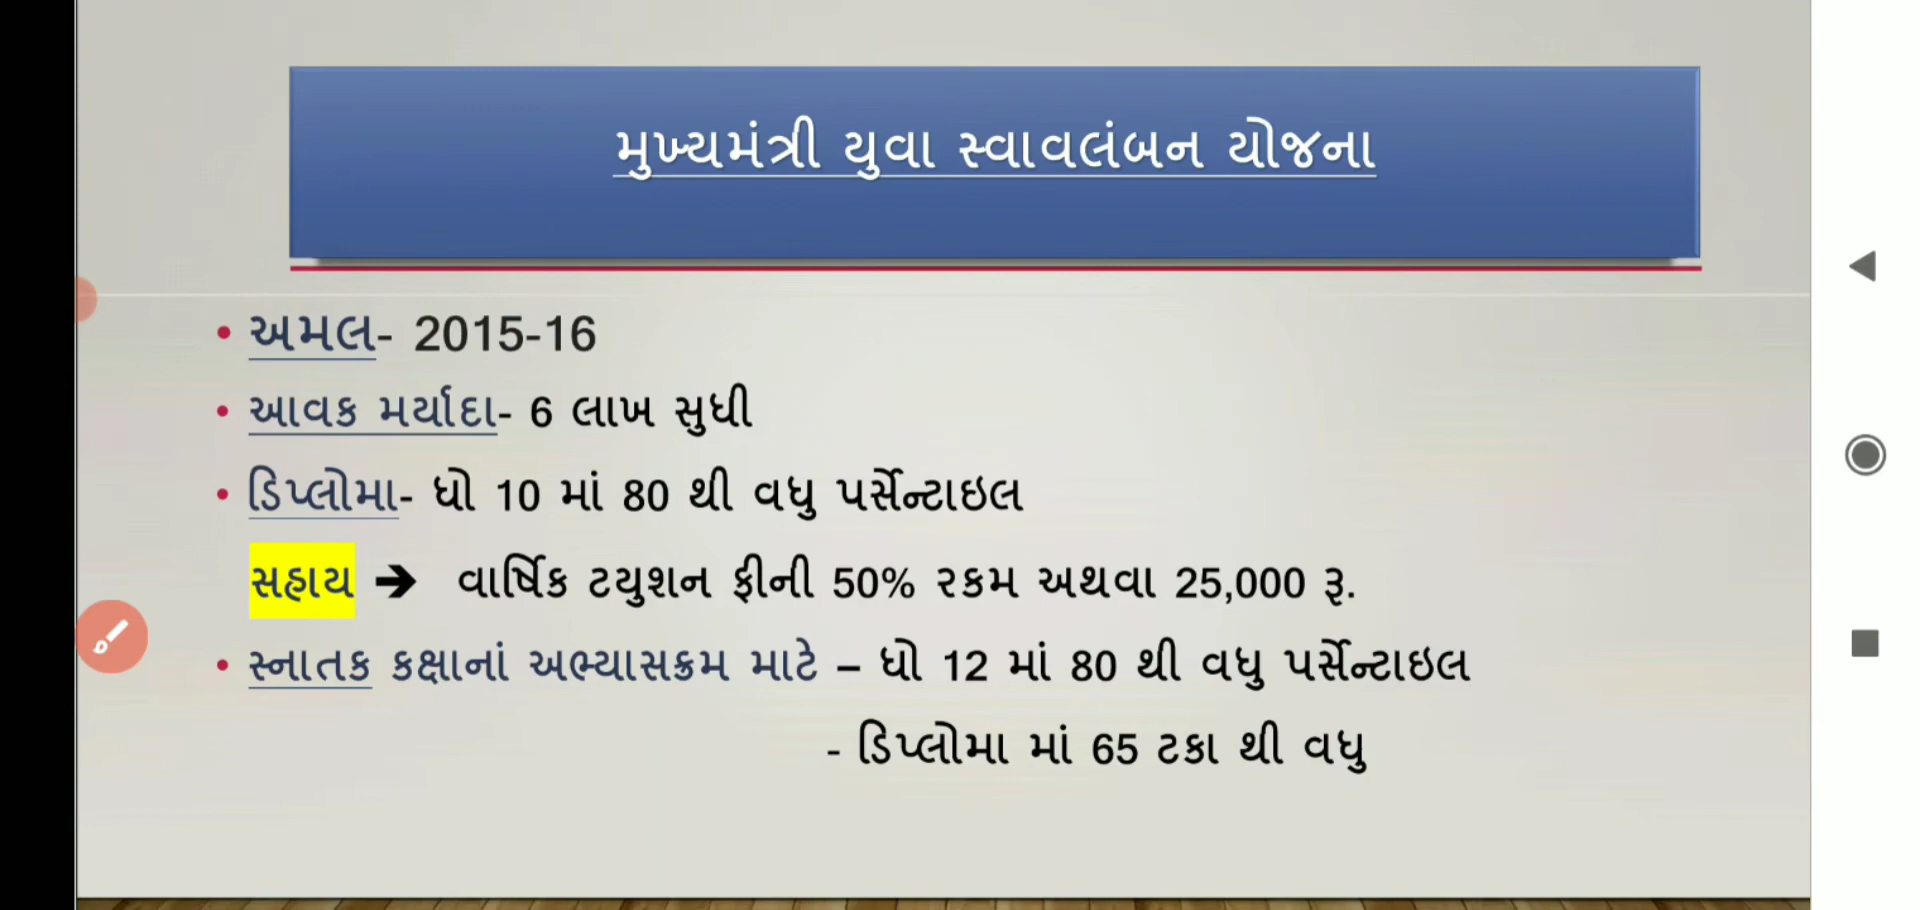 મુખ્યમંત્રી યુવા સ્વાવલંબન યોજના
• અમલ- 2015-16
• આવક મર્યાદા- 6 લાખ સુધી
• ડિપ્લોમા- ધો 10 માં 80 થી વધુ પર્સેન્ટાઇલ
સહાય → વાર્ષિક ટયુશન ફીની 50% રકમ અથવા 25,000 રૂ.
• સ્નાતક કક્ષાનાં અભ્યાસક્રમ માટે – ધો 12 માં 80 થી વધુ પર્સેન્ટાઇલ
- ડિપ્લોમા માં 65 ટકા થી વધુ